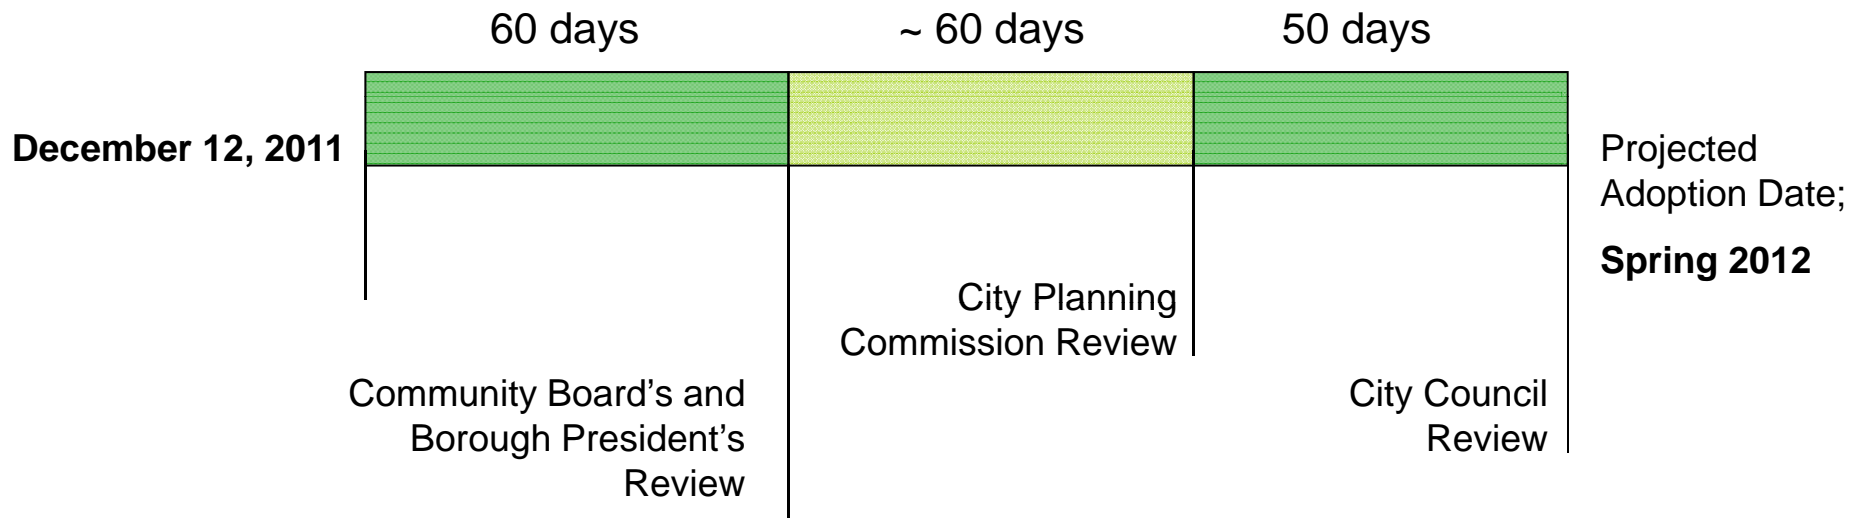 60 days
~ 60 days
50 days
December 12, 2011
Projected
Adoption Date;
Spring 2012
City Planning
Commission Review
Community Board’s and
Borough President’s
Review
City Council
Review